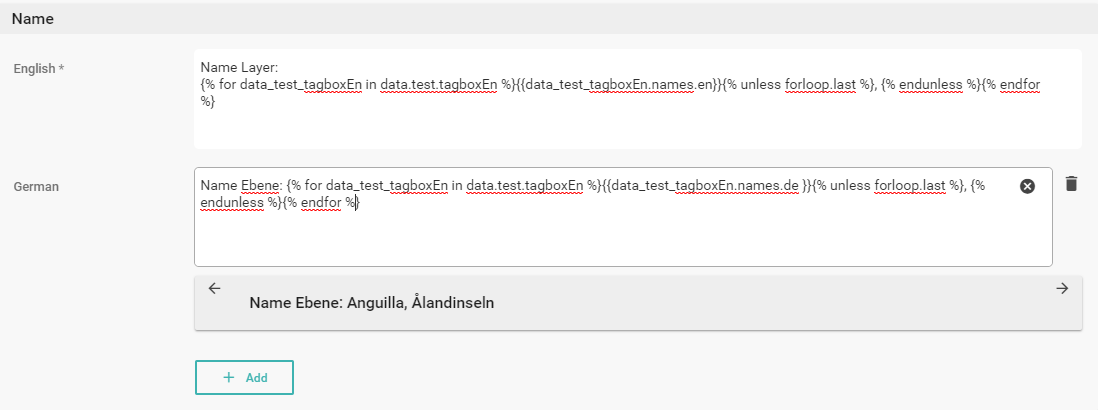 Name
English *
Name Layer:
{% for data_test_tagboxEn in data.test.tagboxEn %}{{data_test_tagboxEn.names.en}}{% unless forloop.last %}, {% endunless %}{% endfor
%}
German
Name Ebene: {% for data_test_tagboxEn in data.test.tagboxEn %}{{data_test_tagboxEn.names.de }}{% unless forloop.last %}, {%
endunless %}{% endfor %}
Name Ebene: Anguilla, Ålandinseln
+ Add